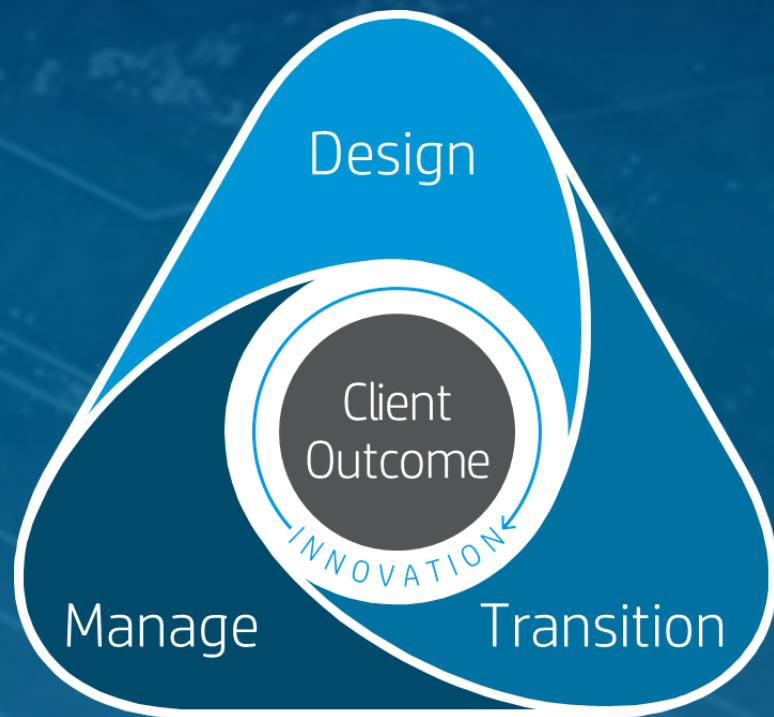 Design
Client
Outcome
INNOVATION
Manage
Transition